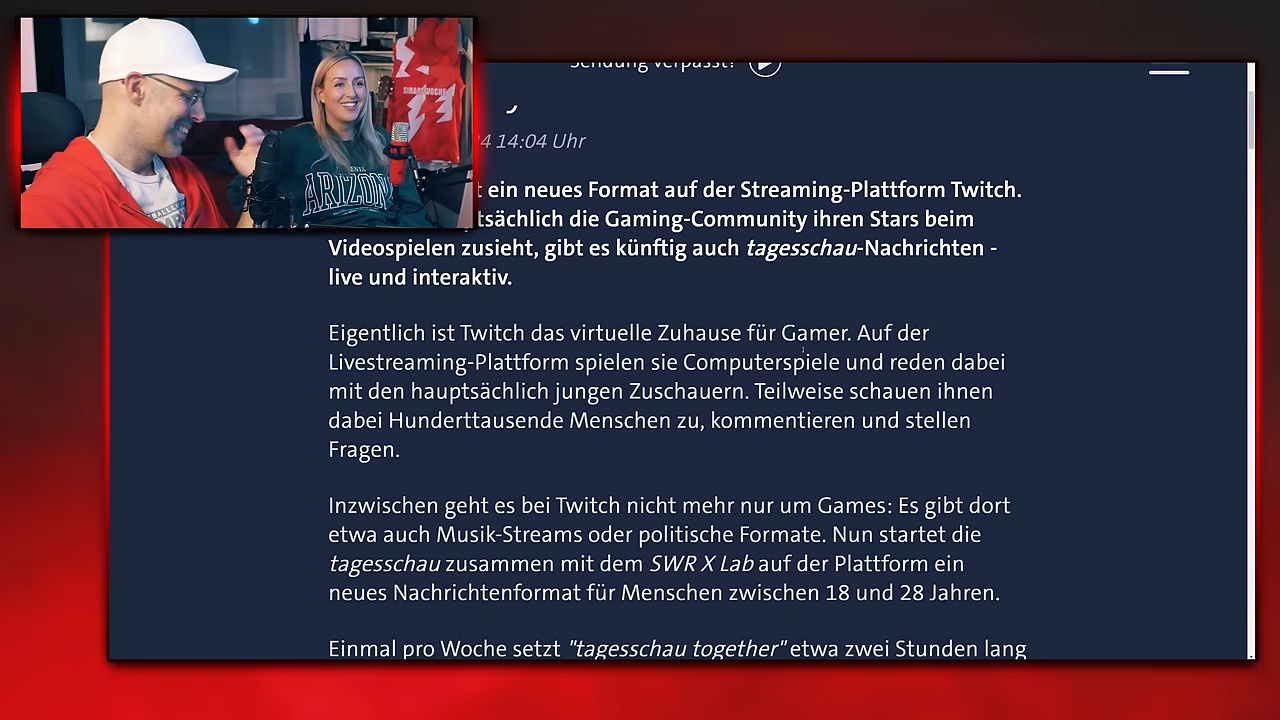 Sendung verpasst?
4 14:04 Uhr
ein neues Format auf der Streaming-Plattform Twitch.
die Gaming-Community ihren Stars beim
Videospielen zusieht, gibt es künftig auch tagesschau-Nachrichten -
live und interaktiv.
Eigentlich ist Twitch das virtuelle Zuhause für Gamer. Auf der
Livestreaming-Plattform spielen sie Computerspiele und reden dabei
mit den hauptsächlich jungen Zuschauern. Teilweise schauen ihnen
dabei Hunderttausende Menschen zu, kommentieren und stellen
Fragen.
Inzwischen geht es bei Twitch nicht mehr nur um Games: Es gibt dort
etwa auch Musik-Streams oder politische Formate. Nun startet die
tagesschau zusammen mit dem SWR X Lab auf der Plattform ein
neues Nachrichtenformat für Menschen zwischen 18 und 28 Jahren.
Einmal pro Woche setzt "tagesschau together" etwa zwei Stunden lang
ARIZON